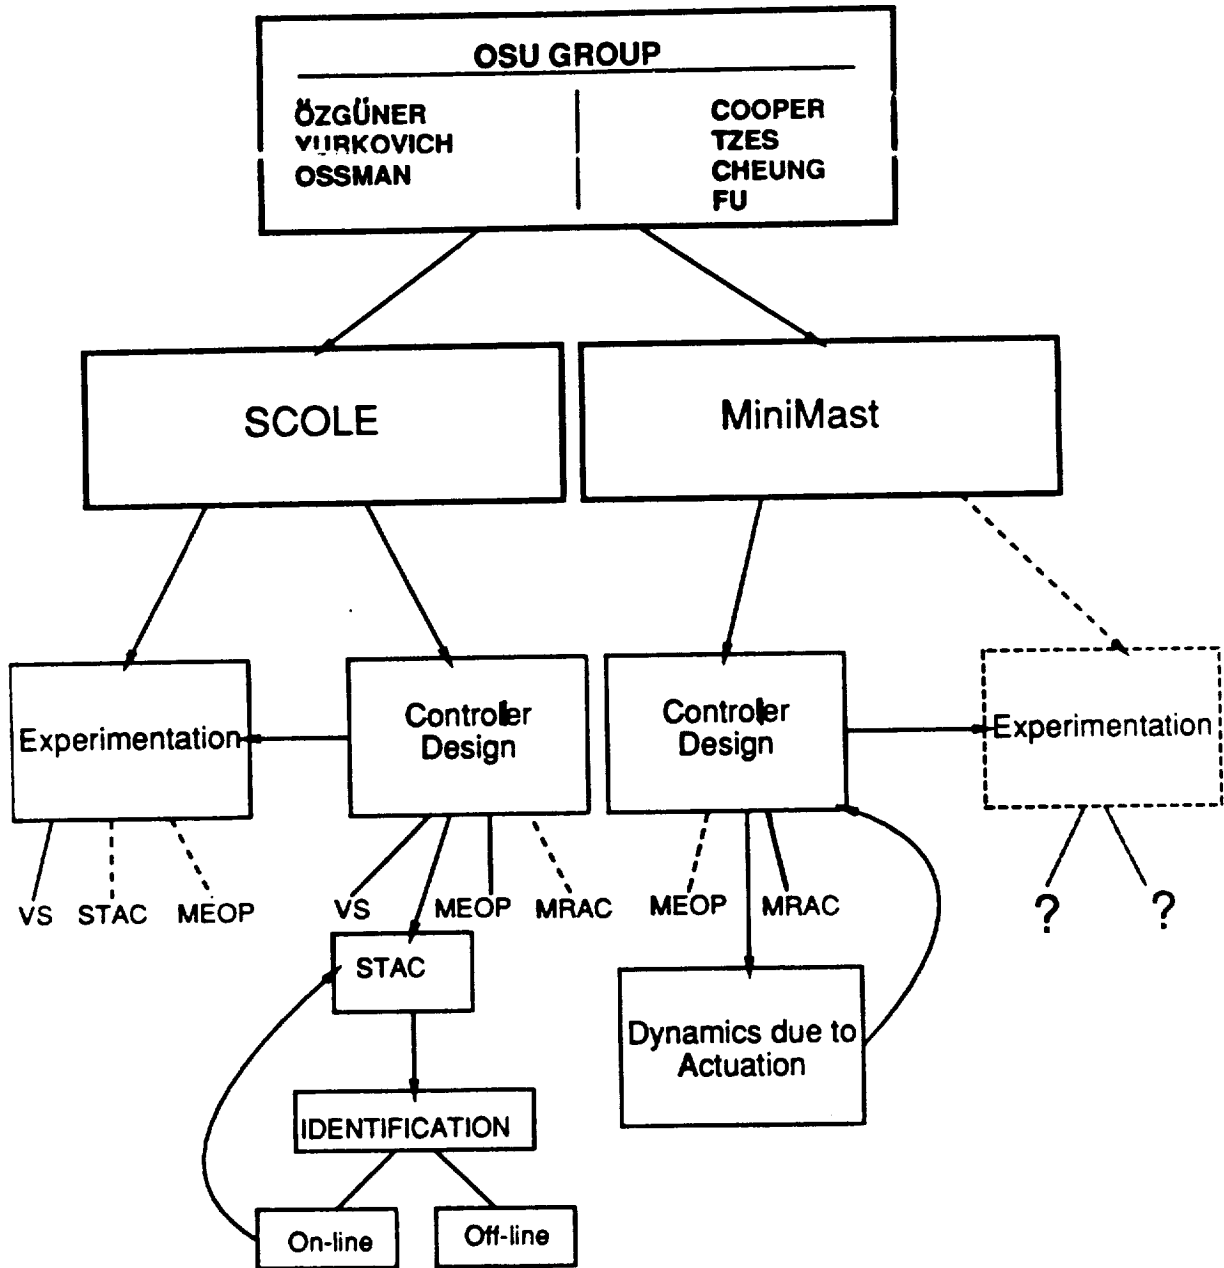 OSU GROUP
ÖZGÜNER
YURKOVICH
OSSMAN
COOPER
TZES
CHEUNG
FU
SCOLE
MiniMast
Experimentation
Controller
Design
Controller
Design
Experimentation
VS STAC MEOP
VS MEOP MRAC
MEOP MRAC
? ?
STAC
Dynamics due to
Actuation
IDENTIFICATION
On-line
Off-line